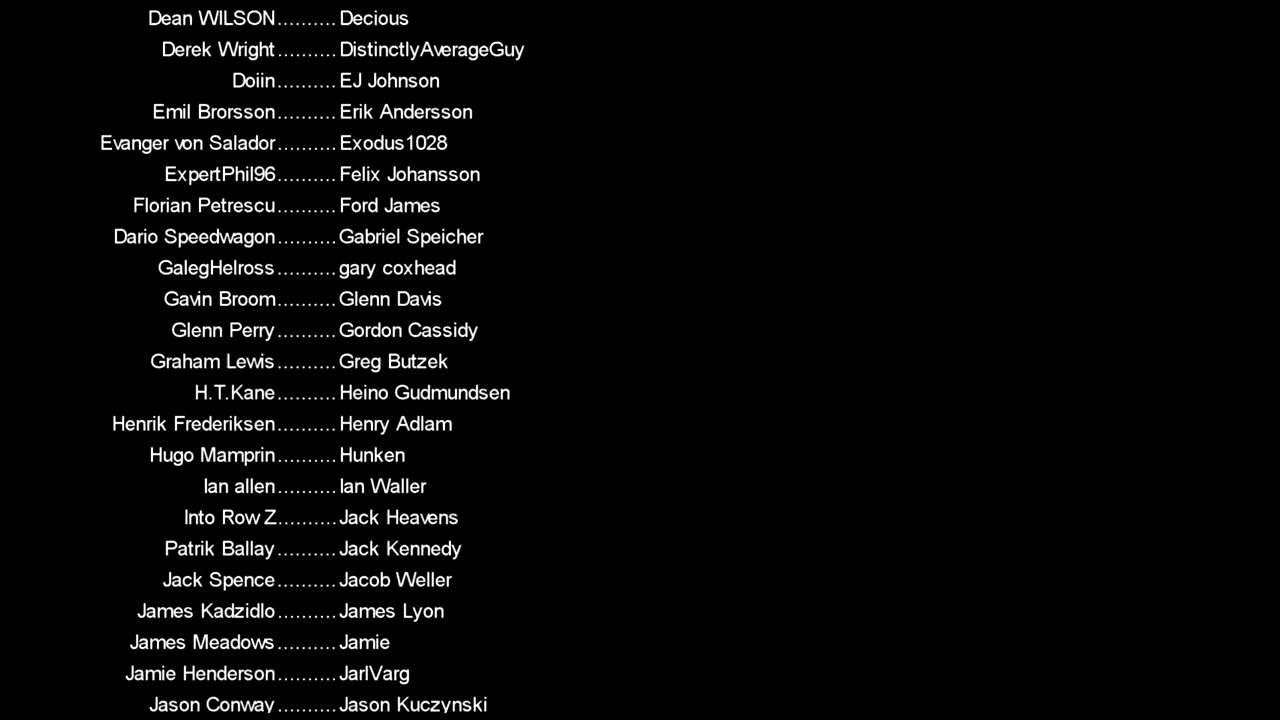 Dean WILSON.......... Decious
Derek Wright.......... DistinctlyAverageGuy
Doiin.......... EJ Johnson
Emil Brorsson.......... Erik Andersson
Evanger von Salador.......... Exodus1028
ExpertPhil96.......... Felix Johansson
Florian Petrescu.......... Ford James
Dario Speedwagon.......... Gabriel Speicher
GalegHelross.......... gary coxhead
Gavin Broom.......... Glenn Davis
Glenn Perry.......... Gordon Cassidy
Graham Lewis.......... Greg Butzek
H.T.Kane.......... Heino Gudmundsen
Henrik Frederiksen.......... Henry Adlam
Hugo Mamprin.......... Hunken
Ian allen.......... Ian Waller
Into Row Z.......... Jack Heavens
Patrik Ballay.......... Jack Kennedy
Jack Spence.......... Jacob Weller
James Kadzidlo.......... James Lyon
James Meadows.......... Jamie
Jamie Henderson.......... JarlVarg
Jason Conway.......... Jason Kuczynski